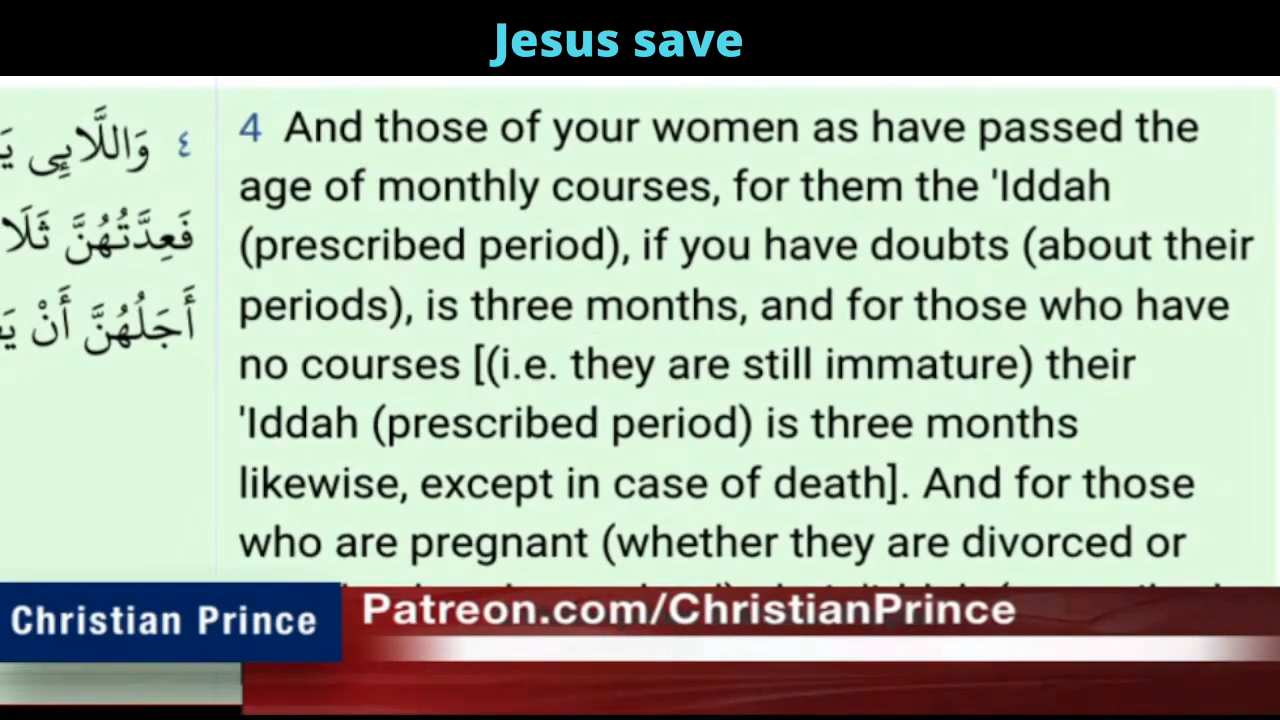 Jesus save
٤ وَاللَّائِي
فَعِدَّتُهُنَّ
أَجَلُهُنَّ أَنْ
4 And those of your women as have passed the
age of monthly courses, for them the 'Iddah
(prescribed period), if you have doubts (about their
periods), is three months, and for those who have
no courses [(i.e. they are still immature) their
'Iddah (prescribed period) is three months
likewise, except in case of death]. And for those
who are pregnant (whether they are divorced or
Christian Prince
Patreon.com/ChristianPrince